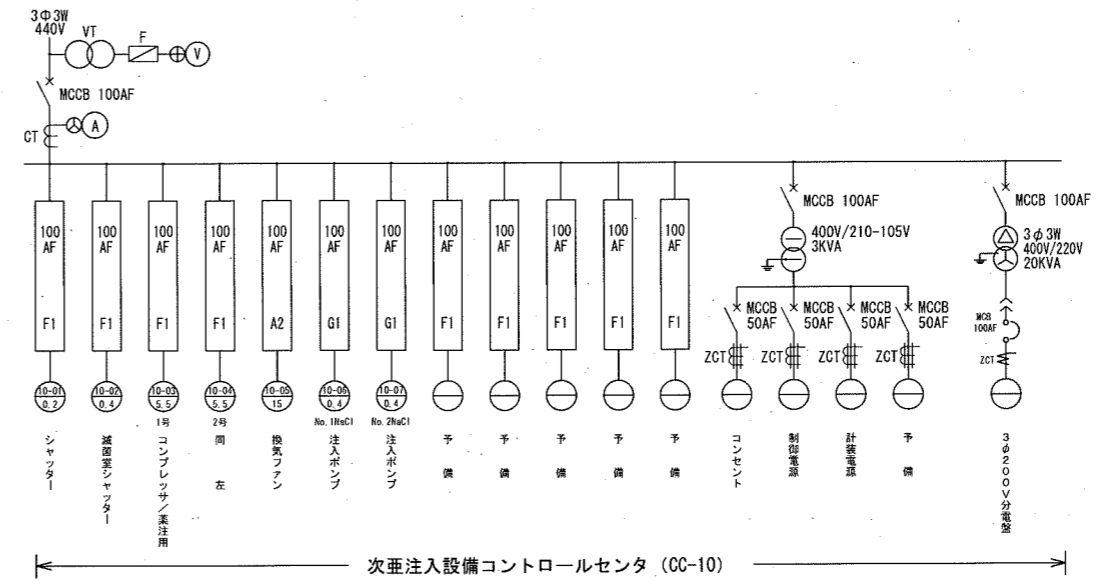 3Φ3W
440V
VT
F
V
MCCB 100AF
CT
A
100
AF
F1
100
AF
F1
100
AF
F1
100
AF
F1
100
AF
A2
100
AF
G1
100
AF
G1
100
AF
F1
100
AF
F1
100
AF
F1
100
AF
F1
100
AF
F1
MCCB 100AF
400V/210-105V
3KVA
MCCB
50AF
MCCB
50AF
MCCB
50AF
MCCB
50AF
ZCT
ZCT
ZCT
ZCT
MCCB 100AF
3φ3W
400V/220V
20KVA
MCB
100AF
ZCT
10-01
0.2
10-02
0.4
10-03
5.5
10-04
5.5
10-05
15
10-06
0.4
10-07
0.4
1号
2号
No.1NaCl
No.2NaCl
シャッター
滅菌室シャッター
コンプレッサ/薬注用
同左
換気ファン
注入ポンプ
注入ポンプ
予備
予備
予備
予備
予備
コンセント
制御電源
計装電源
予備
3φ200V分電盤
次亜注入設備コントロールセンタ (CC-10)